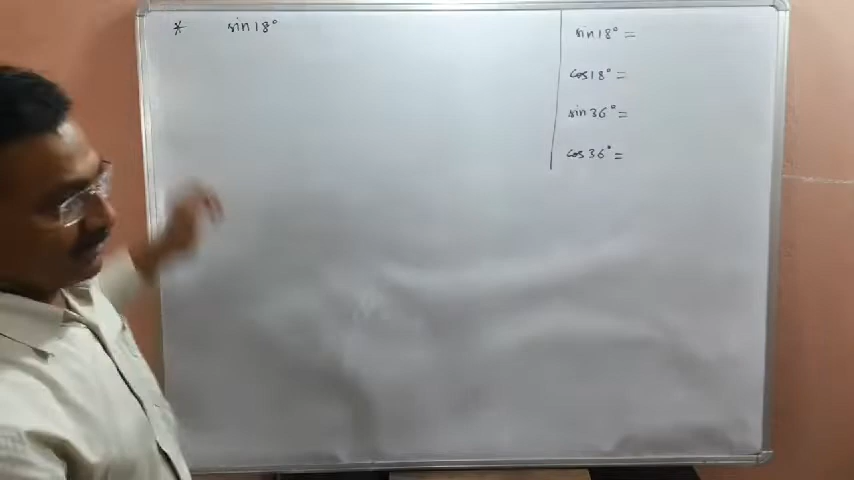 * sin 18°
sin 18° =
cos 18° =
sin 36° =
cos 36° =